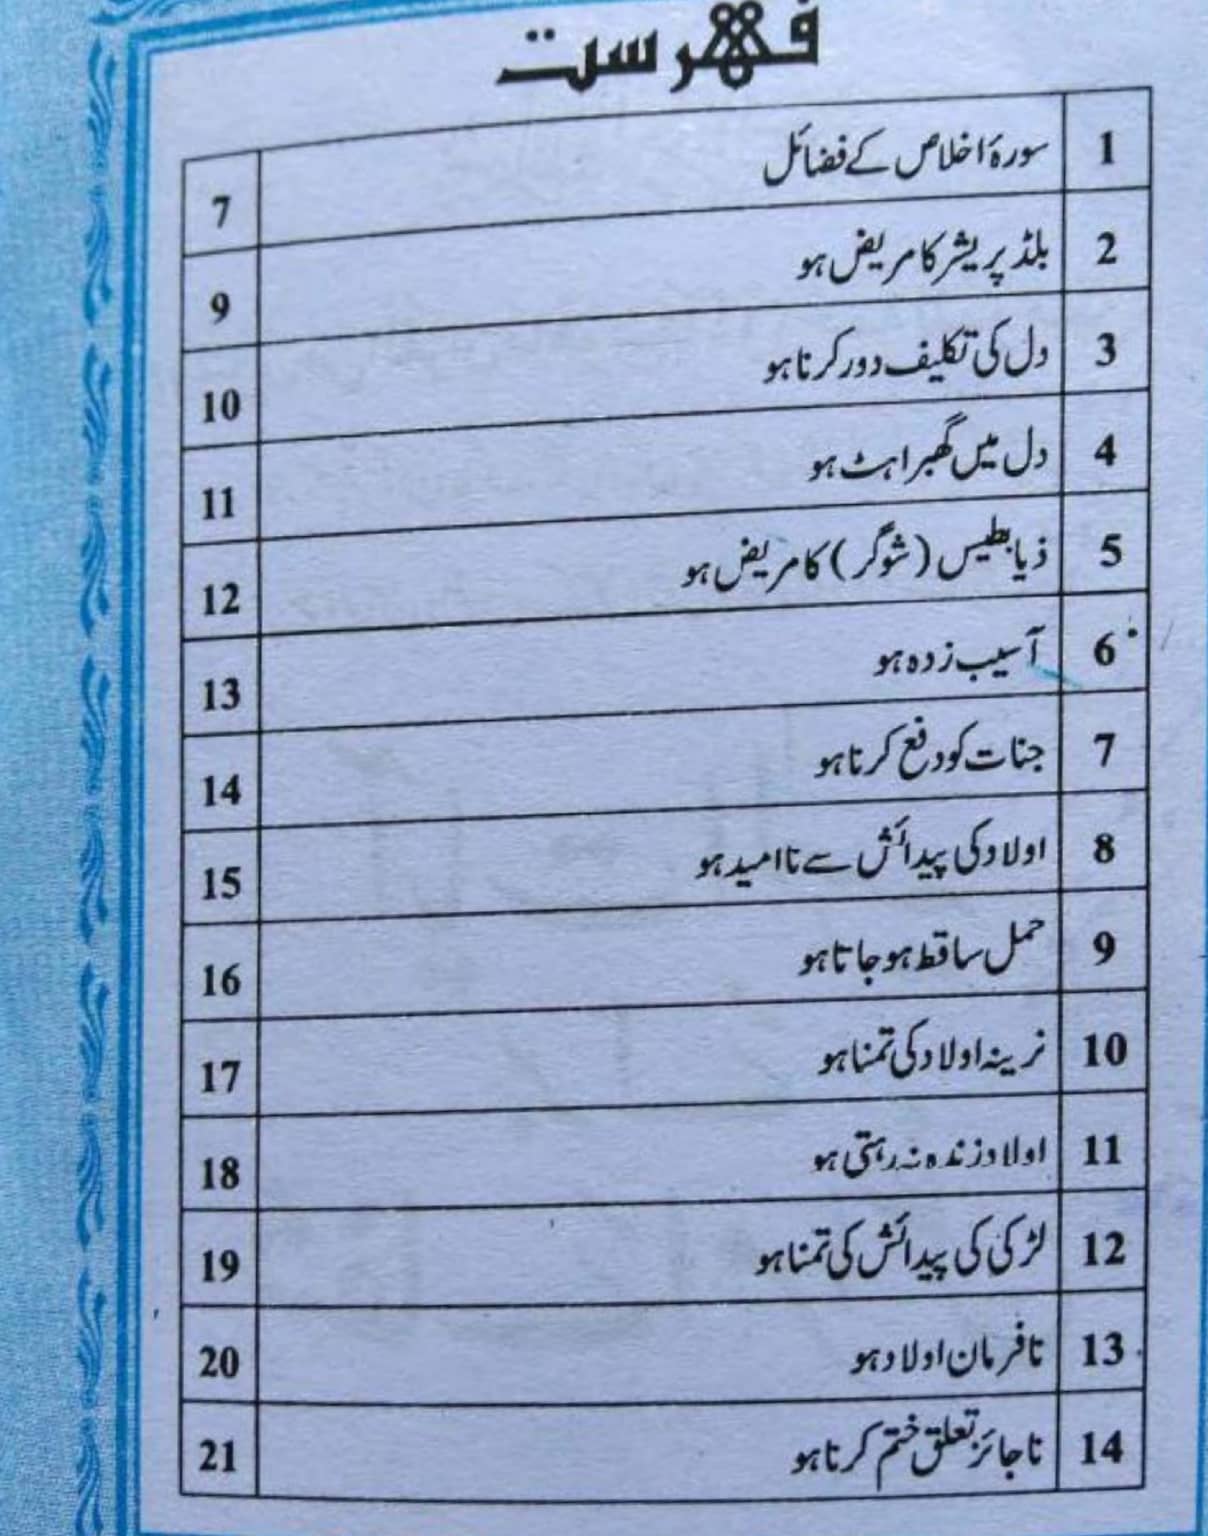 فہرست
1 سورۂ اخلاص کے فضائل 7
2 بلڈ پریشر کا مریض ہو 9
3 دل کی تکلیف دور کرنا ہو 10
4 دل میں گھبراہٹ ہو 11
5 ذیابطیس (شوگر) کا مریض ہو 12
6 آسیب زدہ ہو 13
7 جنات کو دفع کرنا ہو 14
8 اولاد کی پیدائش سے ناامید ہو 15
9 حمل ساقط ہو جاتا ہو 16
10 نرینہ اولاد کی تمنا ہو 17
11 اولاد زندہ نہ رہتی ہو 18
12 لڑکی کی پیدائش کی تمنا ہو 19
13 نافرمان اولاد ہو 20
14 ناجائز تعلق ختم کرنا ہو 21